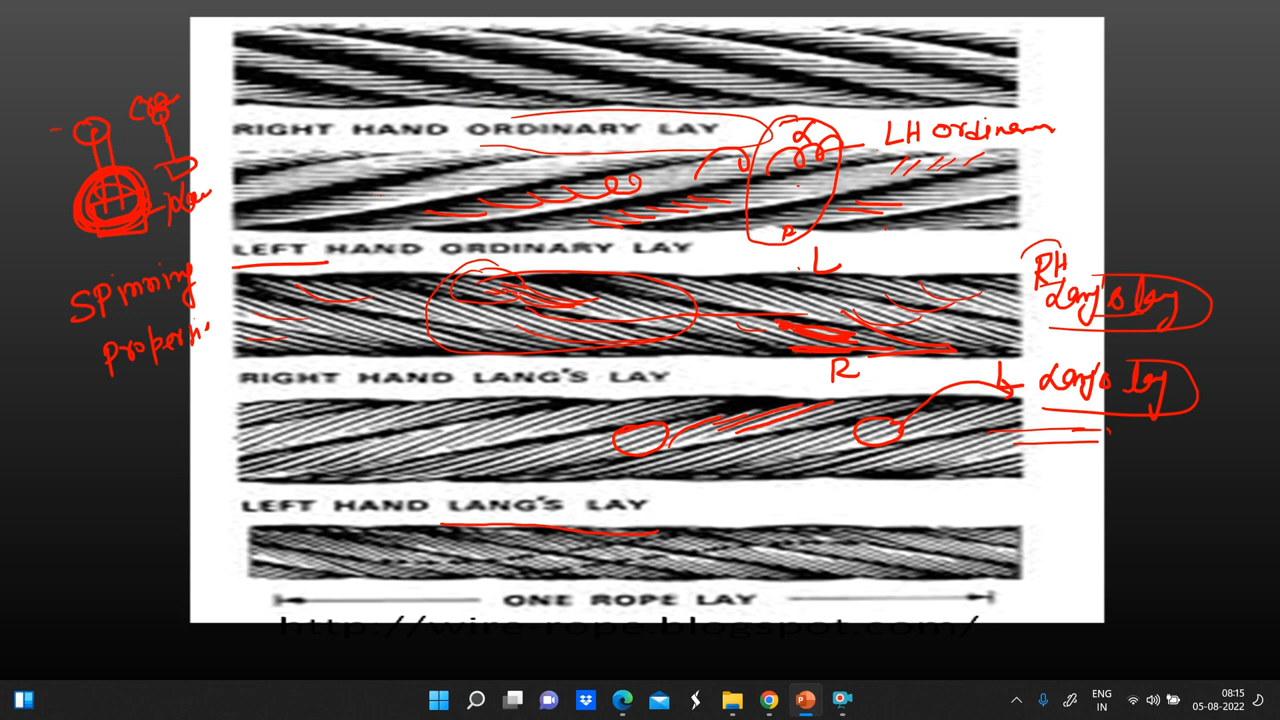 RIGHT HAND ORDINARY LAY
LH ordinary
LEFT HAND ORDINARY LAY
L
RH
Lang's lay
Spinning
R
Properti
RIGHT HAND LANG'S LAY
L Lang's lay
LEFT HAND LANG'S LAY
ONE ROPE LAY
http://wire-rope.blogspot.com/
ENG
IN
08:15
05-08-2022